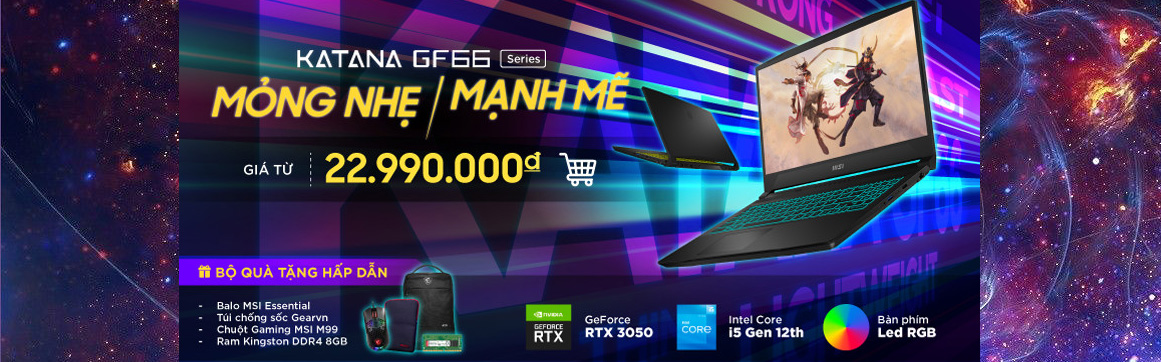 KATANA GF66 Series
MỎNG NHẸ / MẠNH MẼ
GIÁ TỪ 22.990.000đ
BỘ QUÀ TẶNG HẤP DẪN
- Balo MSI Essential
- Túi chống sốc Gearvn
- Chuột Gaming MSI M99
- Ram Kingston DDR4 8GB
NVIDIA
GEFORCE
RTX
GeForce
RTX 3050
intel
CORE
i5
Intel Core
i5 Gen 12th
Bàn phím
Led RGB
msi
LIGHTWEIGHT